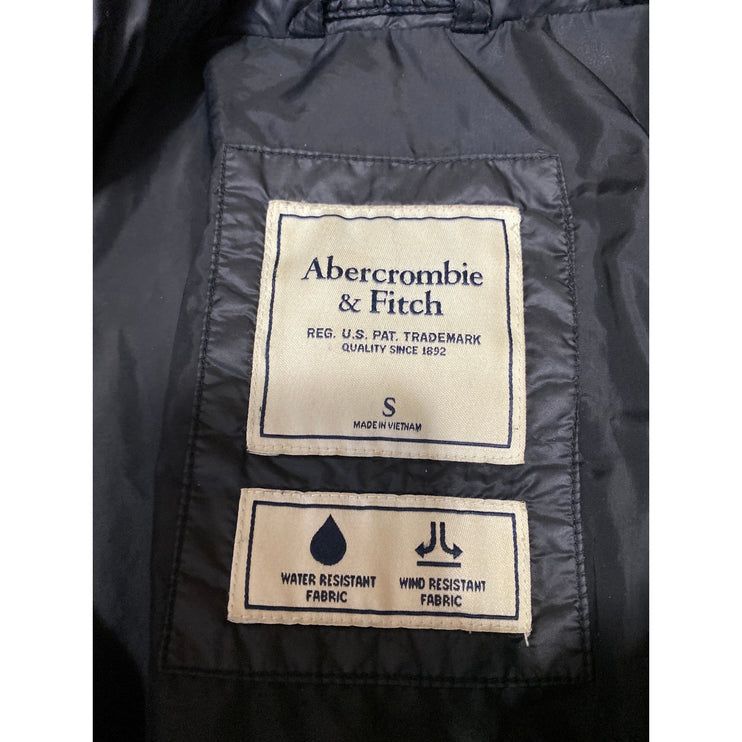 Abercrombie
& Fitch
REG. U.S. PAT. TRADEMARK
QUALITY SINCE 1892
S
MADE IN VIETNAM
WATER RESISTANT
FABRIC
WIND RESISTANT
FABRIC